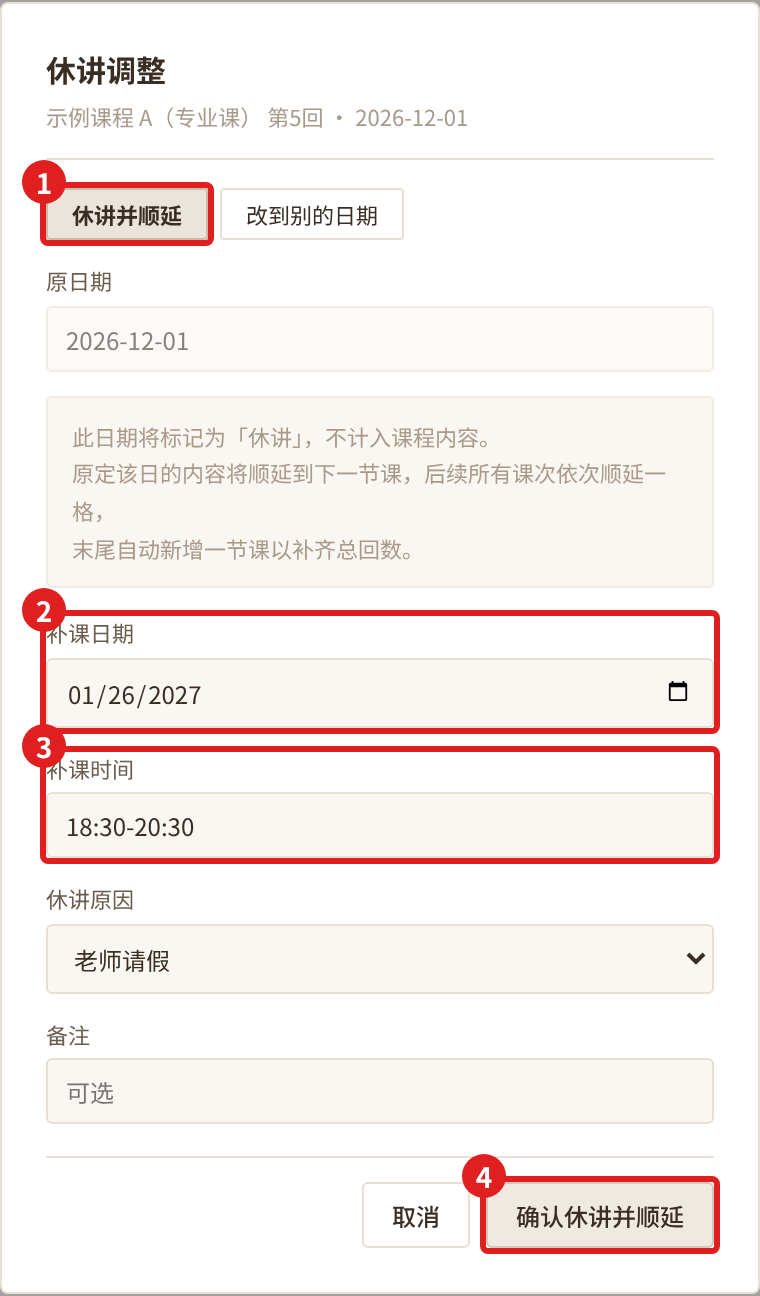 休讲调整
示例课程 A（专业课） 第5回 · 2026-12-01
1
休讲并顺延
改到别的日期
原日期
2026-12-01
此日期将标记为「休讲」，不计入课程内容。
原定该日的内容将顺延到下一节课，后续所有课次依次顺延一
格，
末尾自动新增一节课以补齐总回数。
2
补课日期
01/26/2027
3
补课时间
18:30-20:30
休讲原因
老师请假
备注
可选
取消
4
确认休讲并顺延